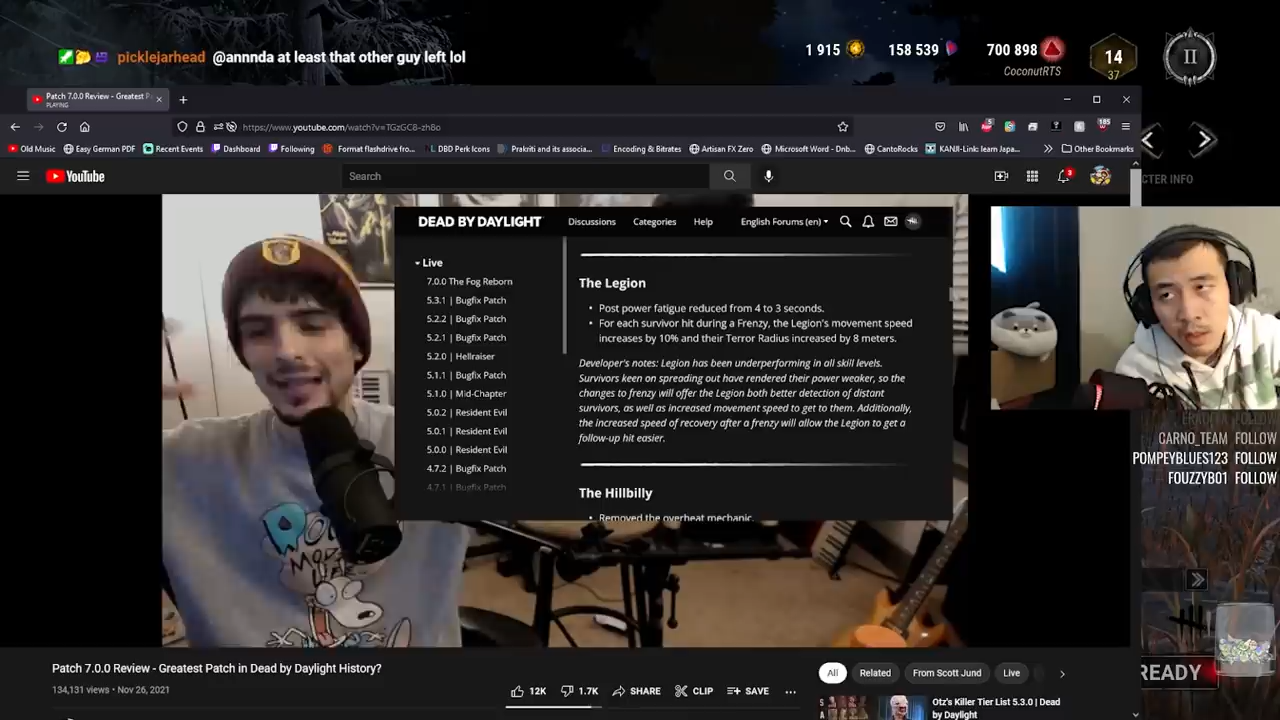 picklejarhead @annnda at least that other guy left lol
1 915
158 539
700 898
CoconutRTS
14
37
II
Patch 7.0.0 Review - Greatest P
PLAYING
https://www.youtube.com/watch?v=TGzGC8-zh8o
5
185
Old Music
Easy German PDF
Recent Events
Dashboard
Following
Format flashdrive fro...
DBD Perk Icons
Prakriti and its associa...
Encoding & Bitrates
Artisan FX Zero
Microsoft Word - Dnb...
CantoRocks
KANJI-Link: learn Japa...
Other Bookmarks
CTER INFO
YouTube
Search
3
DEAD BY DAYLIGHT
Discussions
Categories
Help
English Forums (en)
Live
7.0.0 The Fog Reborn
5.3.1 | Bugfix Patch
5.2.2 | Bugfix Patch
5.2.1 | Bugfix Patch
5.2.0 | Hellraiser
5.1.1 | Bugfix Patch
5.1.0 | Mid-Chapter
5.0.2 | Resident Evil
5.0.1 | Resident Evil
5.0.0 | Resident Evil
4.7.2 | Bugfix Patch
4.7.1 | Bugfix Patch
The Legion
• Post power fatigue reduced from 4 to 3 seconds.
• For each survivor hit during a Frenzy, the Legion's movement speed
increases by 10% and their Terror Radius increased by 8 meters.
Developer's notes: Legion has been underperforming in all skill levels.
Survivors keen on spreading out have rendered their power weaker, so the
changes to frenzy will offer the Legion both better detection of distant
survivors, as well as increased movement speed to get to them. Additionally,
the increased speed of recovery after a frenzy will allow the Legion to get a
follow-up hit easier.
The Hillbilly
• Removed the overheat mechanic.
FOLLOW
CARNO_TEAM FOLLOW
POMPEYBLUES123 FOLLOW
FOUZZYB01 FOLLOW
READY
Patch 7.0.0 Review - Greatest Patch in Dead by Daylight History?
134,131 views • Nov 26, 2021
12K
1.7K
SHARE
CLIP
SAVE
All
Related
From Scott Jund
Live
Otz's Killer Tier List 5.3.0 | Dead
by Daylight